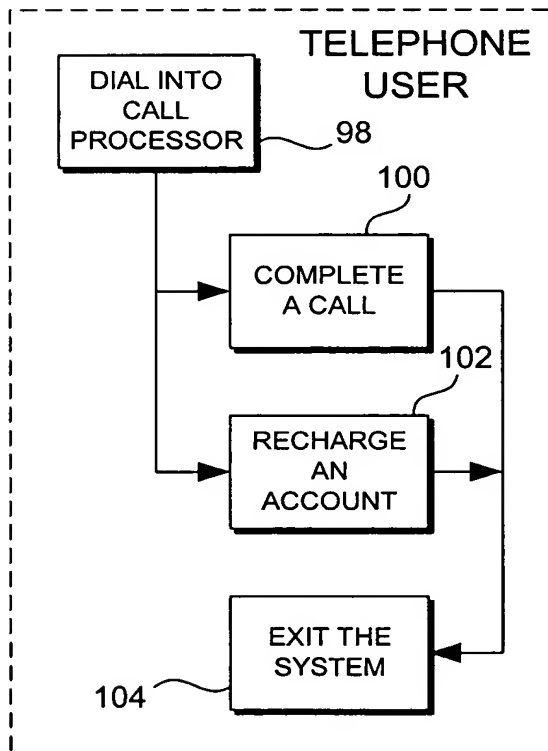 TELEPHONE
USER
DIAL INTO
CALL
PROCESSOR
98
100
COMPLETE
A CALL
102
RECHARGE
AN
ACCOUNT
EXIT THE
SYSTEM
104